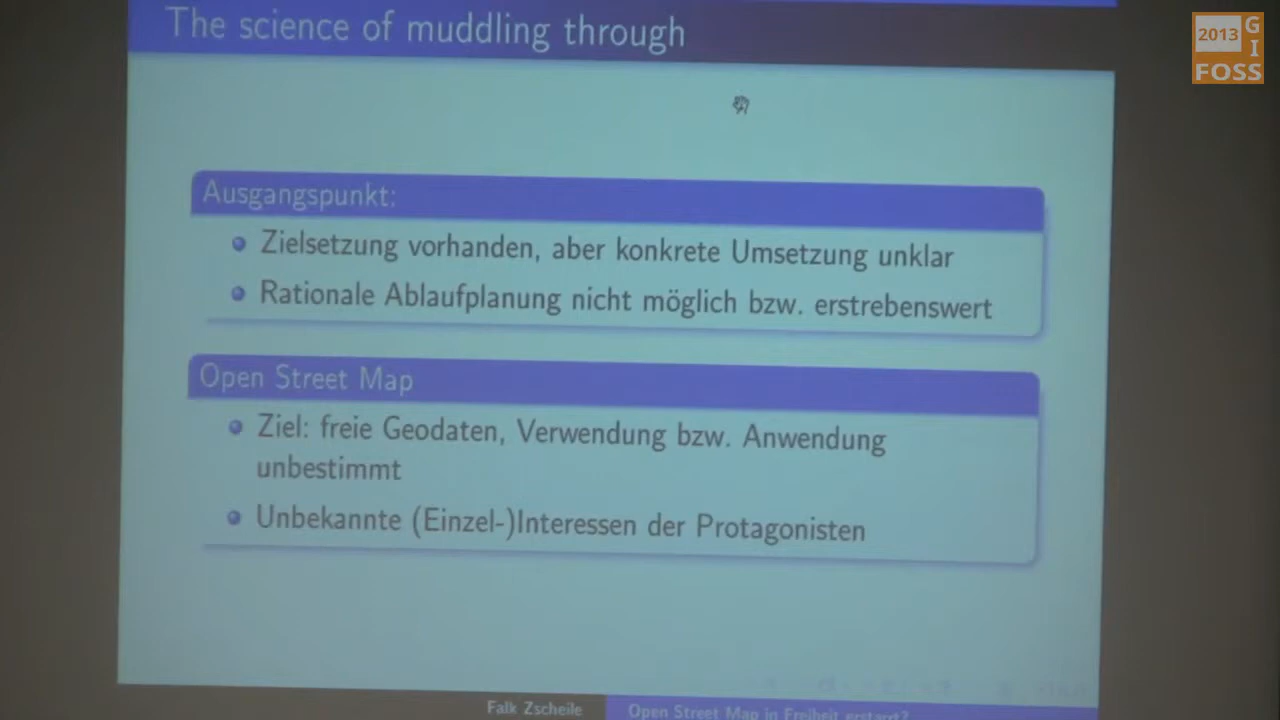 The science of muddling through
2013 G
I
FOSS
Ausgangspunkt:
Zielsetzung vorhanden, aber konkrete Umsetzung unklar
Rationale Ablaufplanung nicht möglich bzw. erstrebenswert
Open Street Map
Ziel: freie Geodaten, Verwendung bzw. Anwendung
unbestimmt
Unbekannte (Einzel-)Interessen der Protagonisten
Falk Zscheile
Open Street Map in Freiheit erstarrt?